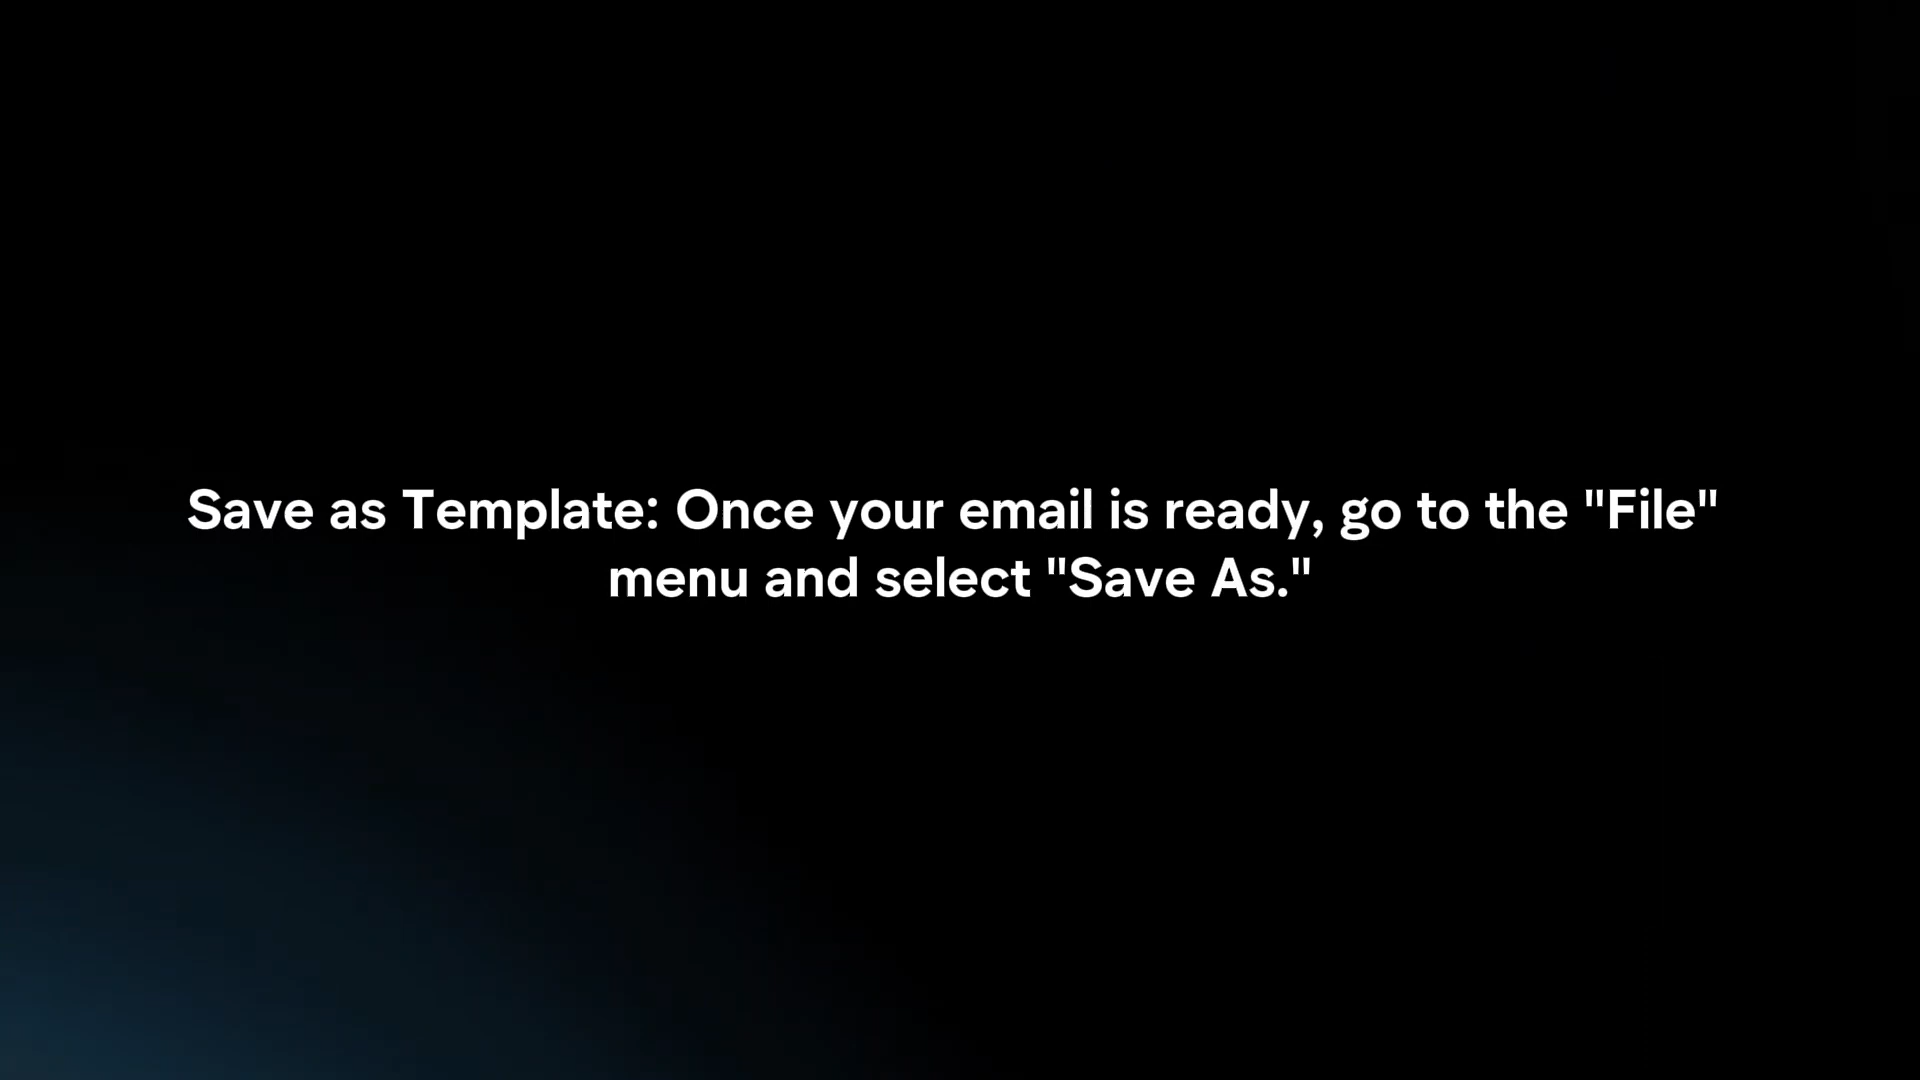 Save as Template: Once your email is ready, go to the "File"
menu and select "Save As."